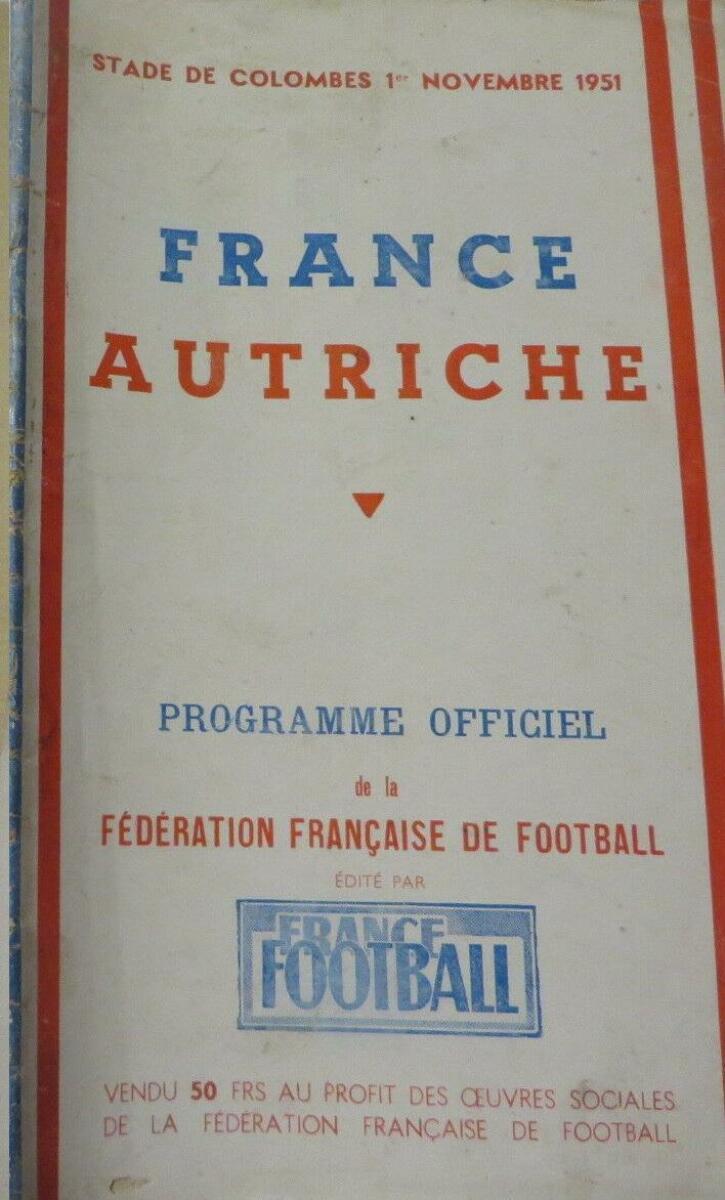 STADE DE COLOMBES 1er NOVEMBRE 1951
FRANCE
AUTRICHE
PROGRAMME OFFICIEL
de la
FÉDÉRATION FRANÇAISE DE FOOTBALL
ÉDITÉ PAR
FRANCE
FOOTBALL
VENDU 50 FRS AU PROFIT DES ŒUVRES SOCIALES
DE LA FÉDÉRATION FRANÇAISE DE FOOTBALL